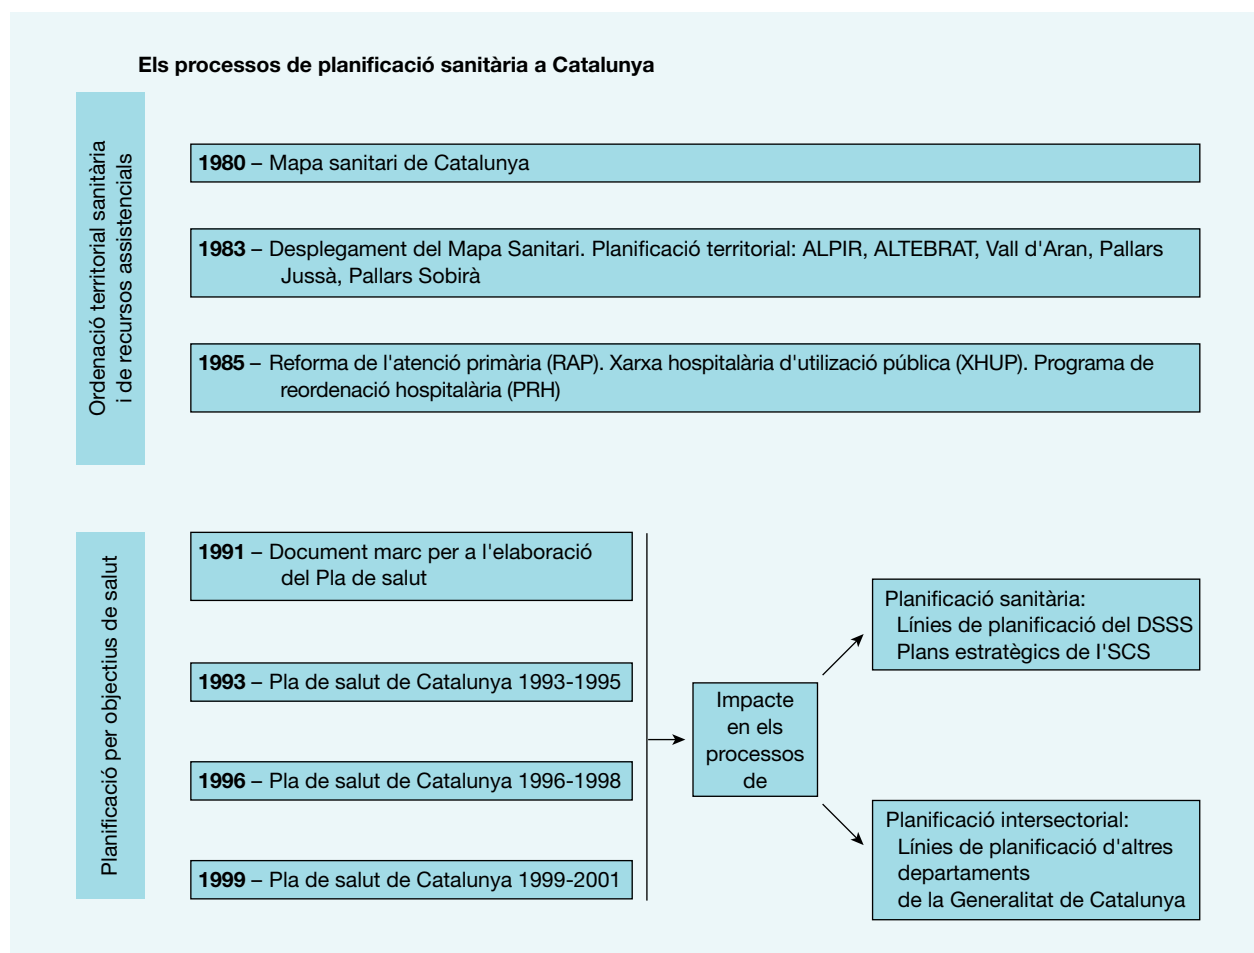 Els processos de planificació sanitària a Catalunya
Ordenació territorial sanitària
i de recursos assistencials
1980 – Mapa sanitari de Catalunya
1983 – Desplegament del Mapa Sanitari. Planificació territorial: ALPIR, ALTEBRAT, Vall d'Aran, Pallars
Jussà, Pallars Sobirà
1985 – Reforma de l'atenció primària (RAP). Xarxa hospitalària d'utilizació pública (XHUP). Programa de
reordenació hospitalària (PRH)
Planificació per objectius de salut
1991 – Document marc per a l'elaboració
del Pla de salut
1993 – Pla de salut de Catalunya 1993-1995
1996 – Pla de salut de Catalunya 1996-1998
1999 – Pla de salut de Catalunya 1999-2001
Impacte
en els
processos
de
Planificació sanitària:
Línies de planificació del DSSS
Plans estratègics de l'SCS
Planificació intersectorial:
Línies de planificació d'altres
departaments
de la Generalitat de Catalunya